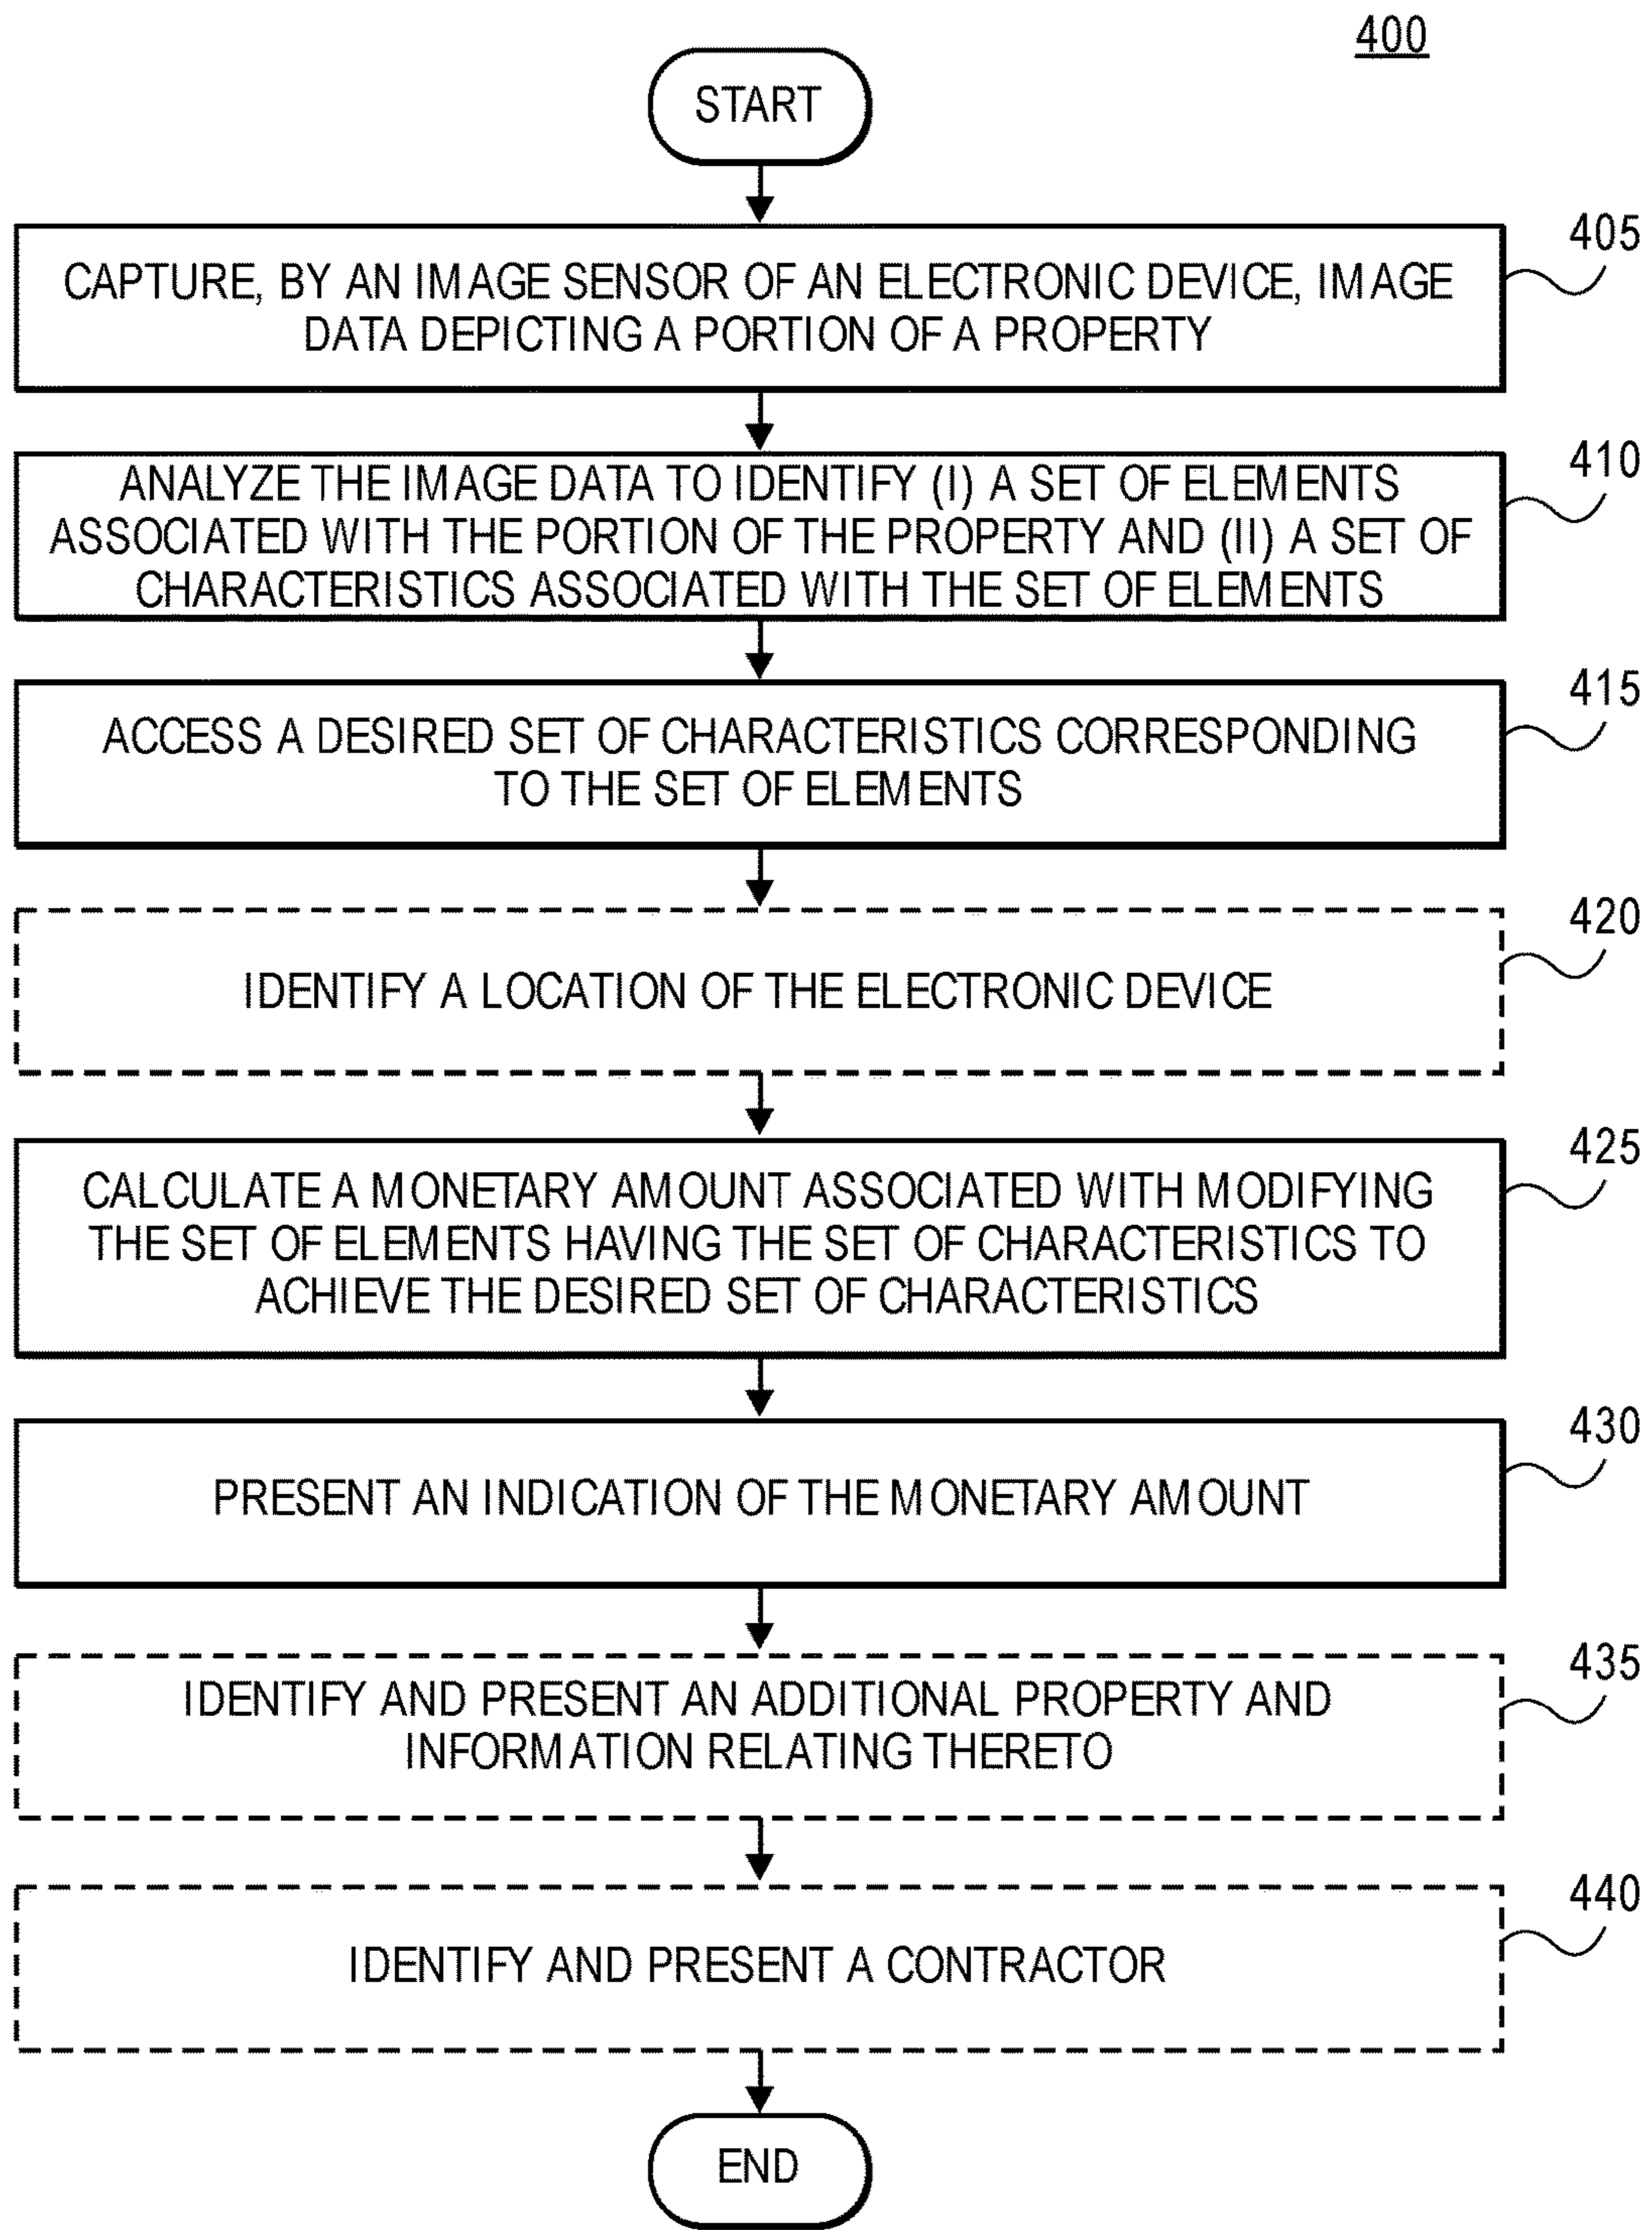 400
START
405
CAPTURE, BY AN IMAGE SENSOR OF AN ELECTRONIC DEVICE, IMAGE
DATA DEPICTING A PORTION OF A PROPERTY
410
ANALYZE THE IMAGE DATA TO IDENTIFY (I) A SET OF ELEMENTS
ASSOCIATED WITH THE PORTION OF THE PROPERTY AND (II) A SET OF
CHARACTERISTICS ASSOCIATED WITH THE SET OF ELEMENTS
415
ACCESS A DESIRED SET OF CHARACTERISTICS CORRESPONDING
TO THE SET OF ELEMENTS
420
IDENTIFY A LOCATION OF THE ELECTRONIC DEVICE
425
CALCULATE A MONETARY AMOUNT ASSOCIATED WITH MODIFYING
THE SET OF ELEMENTS HAVING THE SET OF CHARACTERISTICS TO
ACHIEVE THE DESIRED SET OF CHARACTERISTICS
430
PRESENT AN INDICATION OF THE MONETARY AMOUNT
435
IDENTIFY AND PRESENT AN ADDITIONAL PROPERTY AND
INFORMATION RELATING THERETO
440
IDENTIFY AND PRESENT A CONTRACTOR
END